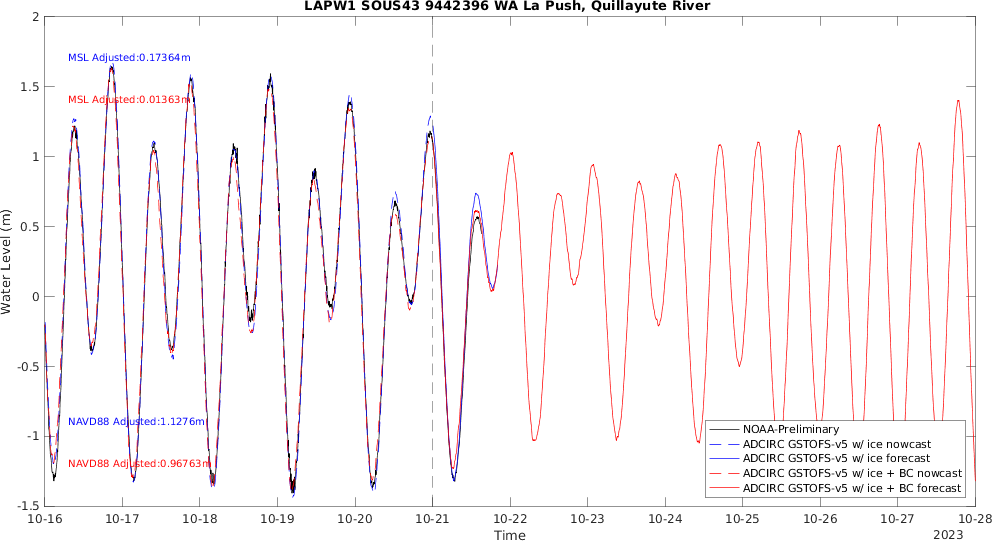 LAPW1 SOUS43 9442396 WA La Push, Quillayute River
2
1.5
1
0.5
0
-0.5
-1
-1.5
Water Level (m)
MSL Adjusted:0.17364m
MSL Adjusted:0.01363m
NAVD88 Adjusted:1.1276m
NAVD88 Adjusted:0.96763m
NOAA-Preliminary
ADCIRC GSTOFS-v5 w/ ice nowcast
ADCIRC GSTOFS-v5 w/ ice forecast
ADCIRC GSTOFS-v5 w/ ice + BC nowcast
ADCIRC GSTOFS-v5 w/ ice + BC forecast
10-16 10-17 10-18 10-19 10-20 10-21 10-22 10-23 10-24 10-25 10-26 10-27 10-28
Time
2023